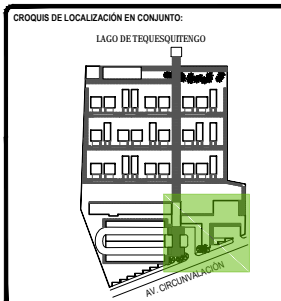 CROQUIS DE LOCALIZACIÓN EN CONJUNTO:
LAGO DE TEQUESQUITENGO
AV. CIRCUNVALACIÓN